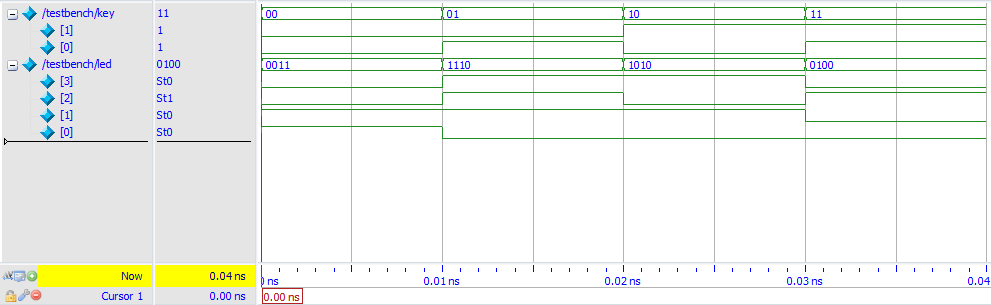 /testbench/key 11 00 01 10 11
[1] 1
[0] 1
/testbench/led 0100 0011 1110 1010 0100
[3] St0
[2] St1
[1] St0
[0] St0
Now 0.04 ns ns 0.01 ns 0.02 ns 0.03 ns 0.04
Cursor 1 0.00 ns 0.00 ns